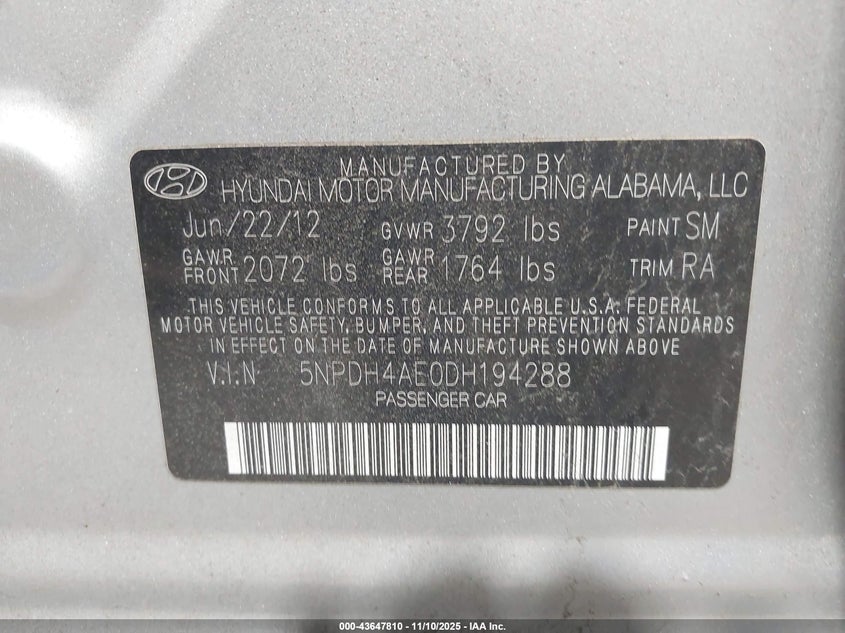 MANUFACTURED BY
HYUNDAI MOTOR MANUFACTURING ALABAMA, LLC
Jun/22/12 GVWR 3792 lbs PAINT SM
G.A.W.R. FRONT 2072 lbs GAWR REAR 1764 lbs TRIM RA
THIS VEHICLE CONFORMS TO ALL APPLICABLE U.S.A: FEDERAL
MOTOR VEHICLE SAFETY, BUMPER, AND THEFT PREVENTION STANDARDS
IN EFFECT ON THE DATE OF MANUFACTURE SHOWN ABOVE
V.I.N 5NPDH4AE0DH194288
PASSENGER CAR
000-43647810 - 11/10/2025 - IAA Inc.